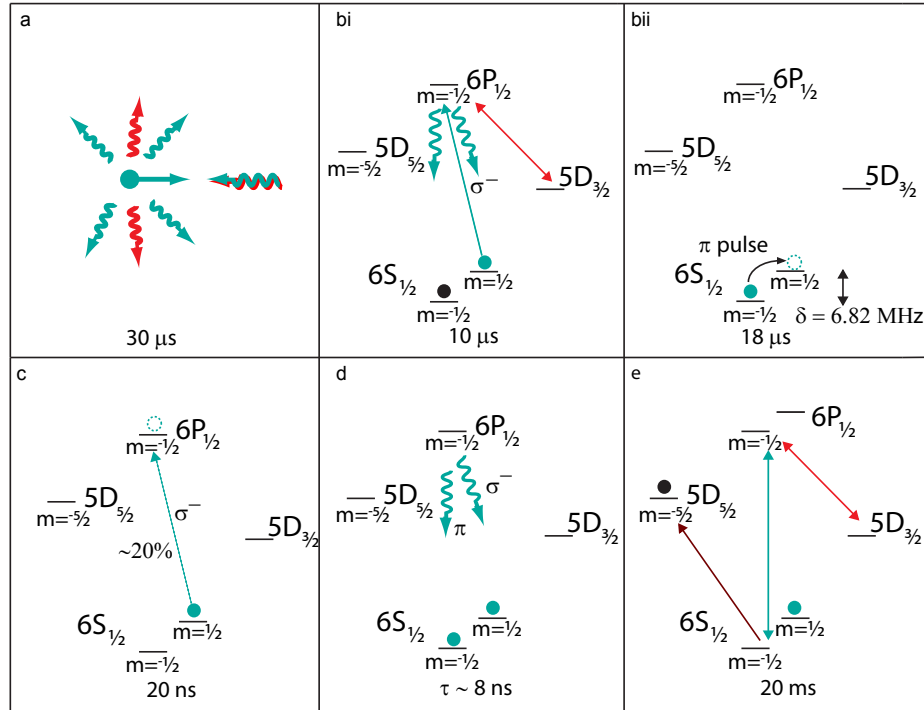 a
30 μs
bi
6P₁/₂
m=-½
5D₅/₂
m=-5/2
σ⁻
5D₃/₂
6S₁/₂
m=½
m=-½
10 μs
bii
6P₁/₂
m=-½
5D₅/₂
m=-5/2
5D₃/₂
π pulse
6S₁/₂
m=½
m=-½
δ = 6.82 MHz
18 μs
c
6P₁/₂
m=-½
5D₅/₂
m=-5/2
σ⁻
5D₃/₂
~20%
6S₁/₂
m=½
m=-½
20 ns
d
6P₁/₂
m=-½
5D₅/₂
m=-5/2
σ⁻
π
5D₃/₂
6S₁/₂
m=½
m=-½
τ ~ 8 ns
e
6P₁/₂
m=-½
5D₅/₂
m=-5/2
5D₃/₂
6S₁/₂
m=½
m=-½
20 ms